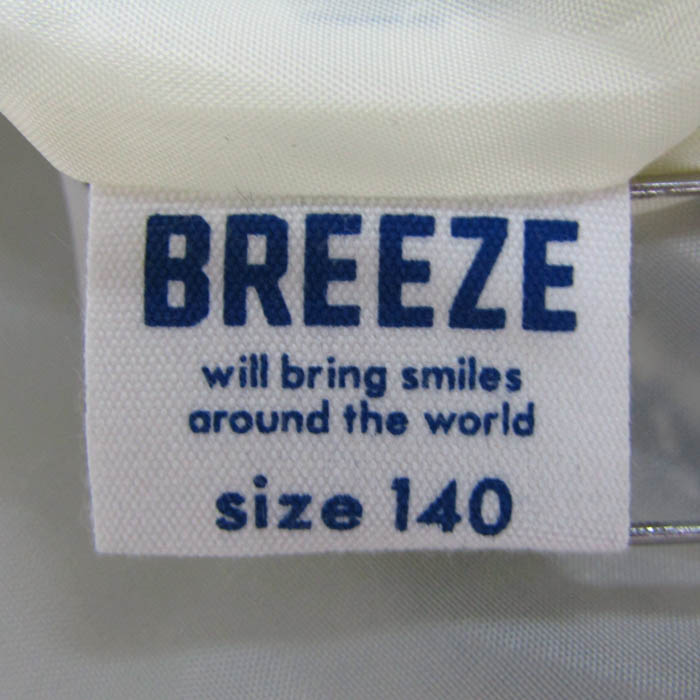 BREEZE
will bring smiles
around the world
size 140